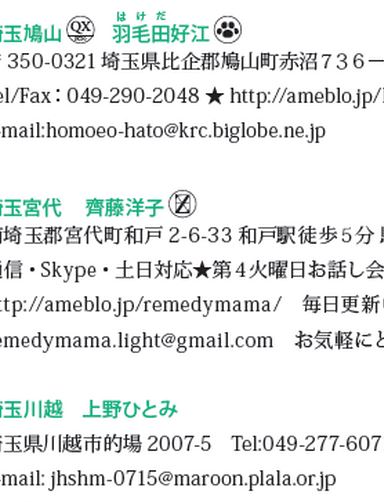 はけだ
埼玉鳩山 QX 羽毛田好江
〒350-0321 埼玉県比企郡鳩山町赤沼７３６－
el/Fax：049-290-2048 ★ http://ameblo.jp/
-mail:homoeo-hato@krc.biglobe.ne.jp
埼玉宮代 齊藤洋子
南埼玉郡宮代町和戸 2-6-33 和戸駅徒歩５分
通信・Skype・土日対応★第４火曜日お話し会
ttp://ameblo.jp/remedymama/ 毎日更新
emedymama.light@gmail.com お気軽にど
埼玉川越 上野ひとみ
埼玉県川越市的場 2007-5 Tel:049-277-607
-mail: jhshm-0715@maroon.plala.or.jp